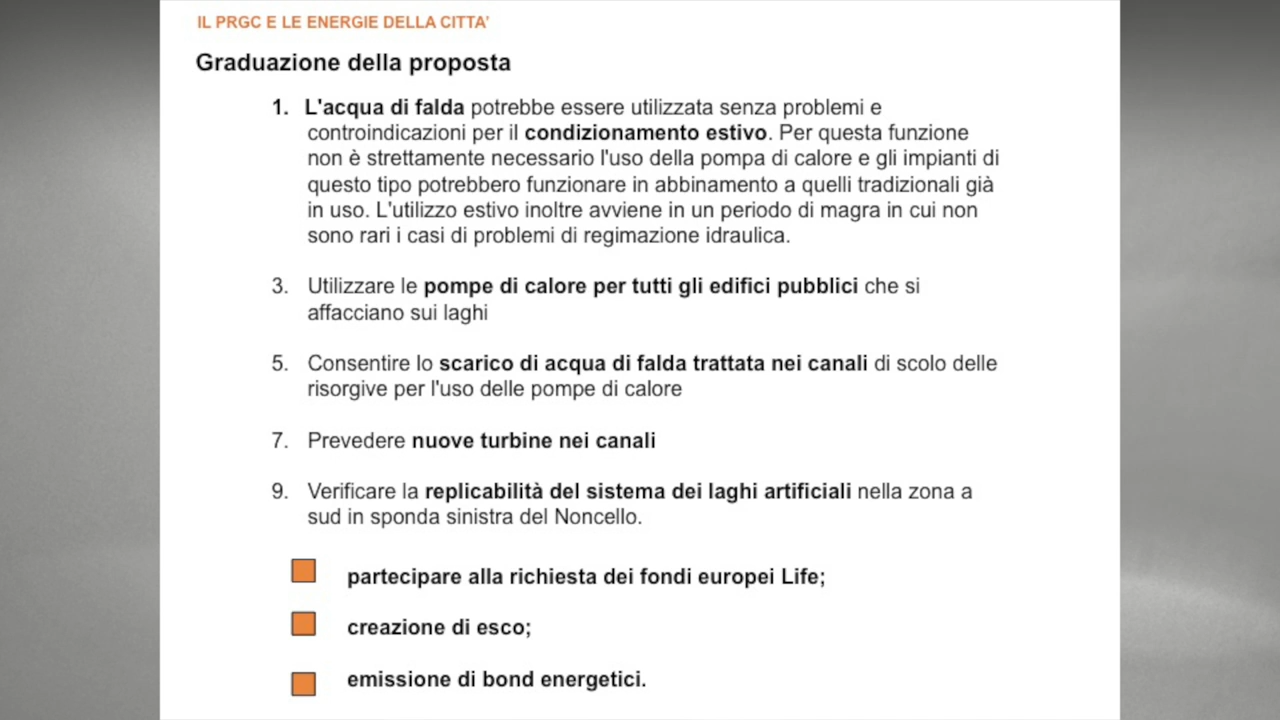 IL PRGC E LE ENERGIE DELLA CITTA'
Graduazione della proposta
1. L'acqua di falda potrebbe essere utilizzata senza problemi e
controindicazioni per il condizionamento estivo. Per questa funzione
non è strettamente necessario l'uso della pompa di calore e gli impianti di
questo tipo potrebbero funzionare in abbinamento a quelli tradizionali già
in uso. L'utilizzo estivo inoltre avviene in un periodo di magra in cui non
sono rari i casi di problemi di regimazione idraulica.
3. Utilizzare le pompe di calore per tutti gli edifici pubblici che si
affacciano sui laghi
5. Consentire lo scarico di acqua di falda trattata nei canali di scolo delle
risorgive per l'uso delle pompe di calore
7. Prevedere nuove turbine nei canali
9. Verificare la replicabilità del sistema dei laghi artificiali nella zona a
sud in sponda sinistra del Noncello.
partecipare alla richiesta dei fondi europei Life;
creazione di esco;
emissione di bond energetici.